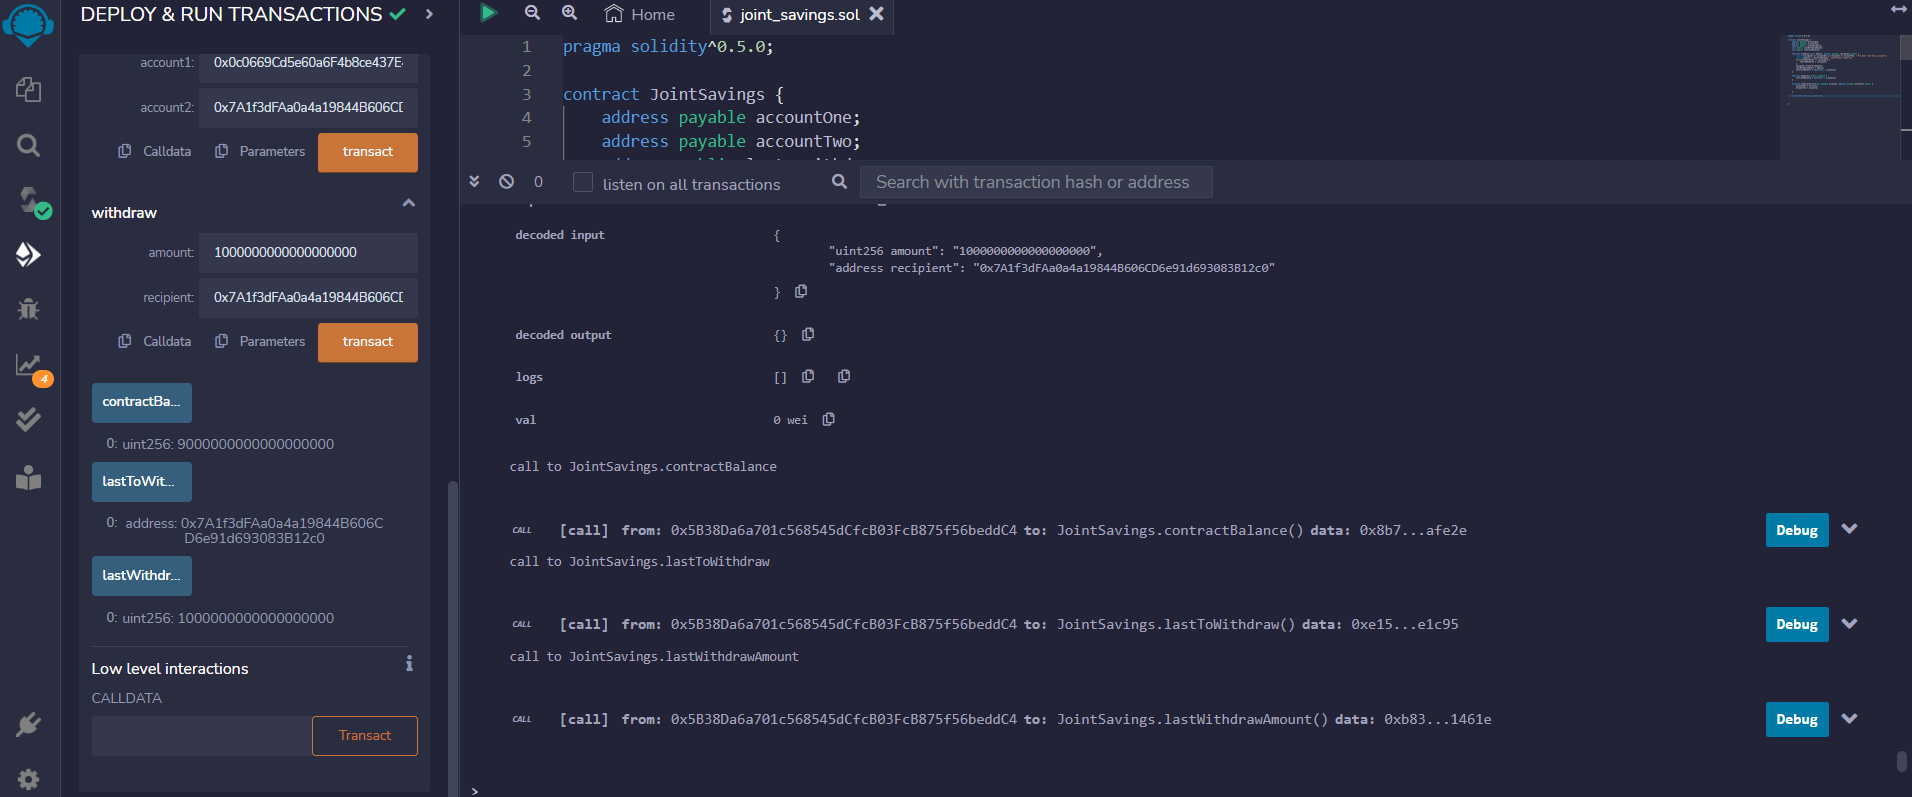 DEPLOY & RUN TRANSACTIONS
account1: 0x0c0669Cd5e60a6F4b8ce437E
account2: 0x7A1f3dFAa0a4a19844B606CD
Calldata Parameters transact
withdraw
amount: 1000000000000000000
recipient: 0x7A1f3dFAa0a4a19844B606CD
Calldata Parameters transact
contractBa...
0: uint256: 9000000000000000000
lastToWit...
0: address: 0x7A1f3dFAa0a4a19844B606C
D6e91d693083B12c0
lastWithdr...
0: uint256: 1000000000000000000
Low level interactions
CALLDATA
Transact
4
Home joint_savings.sol
1 pragma solidity^0.5.0;
2
3 contract JointSavings {
4 address payable accountOne;
5 address payable accountTwo;
0 listen on all transactions Search with transaction hash or address
decoded input {
"uint256 amount": "1000000000000000000",
"address recipient": "0x7A1f3dFAa0a4a19844B606CD6e91d693083B12c0"
}
decoded output {}
logs []
val 0 wei
call to JointSavings.contractBalance
CALL [call] from: 0x5B38Da6a701c568545dCfcB03FcB875f56beddC4 to: JointSavings.contractBalance() data: 0x8b7...afe2e Debug
call to JointSavings.lastToWithdraw
CALL [call] from: 0x5B38Da6a701c568545dCfcB03FcB875f56beddC4 to: JointSavings.lastToWithdraw() data: 0xe15...e1c95 Debug
call to JointSavings.lastWithdrawAmount
CALL [call] from: 0x5B38Da6a701c568545dCfcB03FcB875f56beddC4 to: JointSavings.lastWithdrawAmount() data: 0xb83...1461e Debug
>